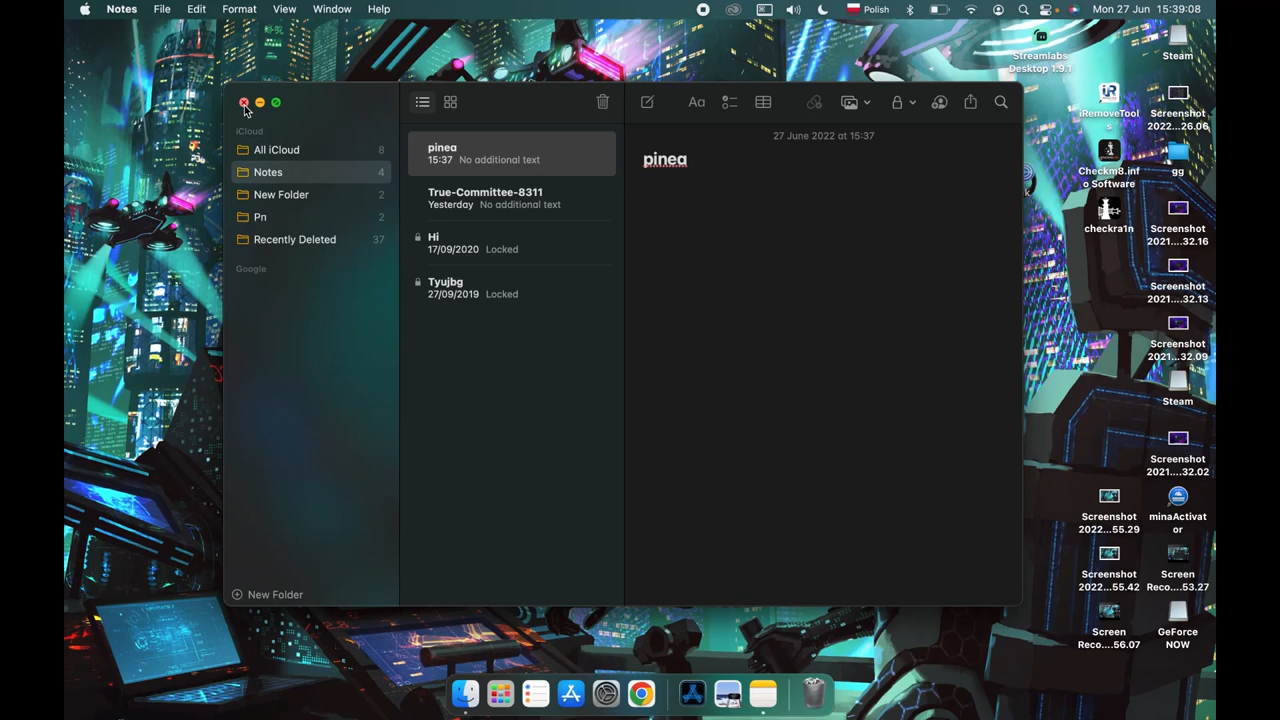 Notes File Edit Format View Window Help Polish Mon 27 Jun 15:39:08
iCloud
All iCloud 8
Notes 4
New Folder 2
Pn 2
Recently Deleted 37
Google
New Folder
pinea
15:37 No additional text
True-Committee-8311
Yesterday No additional text
Hi
17/09/2020 Locked
Tyujbg
27/09/2019 Locked
Aa
27 June 2022 at 15:37
pinea
Streamlabs
Desktop 1.9.1
Steam
iRemoveTool
s
Screenshot
2022...26.06
Checkm8.inf
o Software
gg
checkra1n
Screenshot
2021....32.16
Screenshot
2021....32.13
Screenshot
2021....32.09
Steam
Screenshot
2021....32.02
Screenshot
2022...55.29
minaActivat
or
Screenshot
2022...55.42
Screen
Reco....53.27
Screen
Reco....56.07
GeForce
NOW